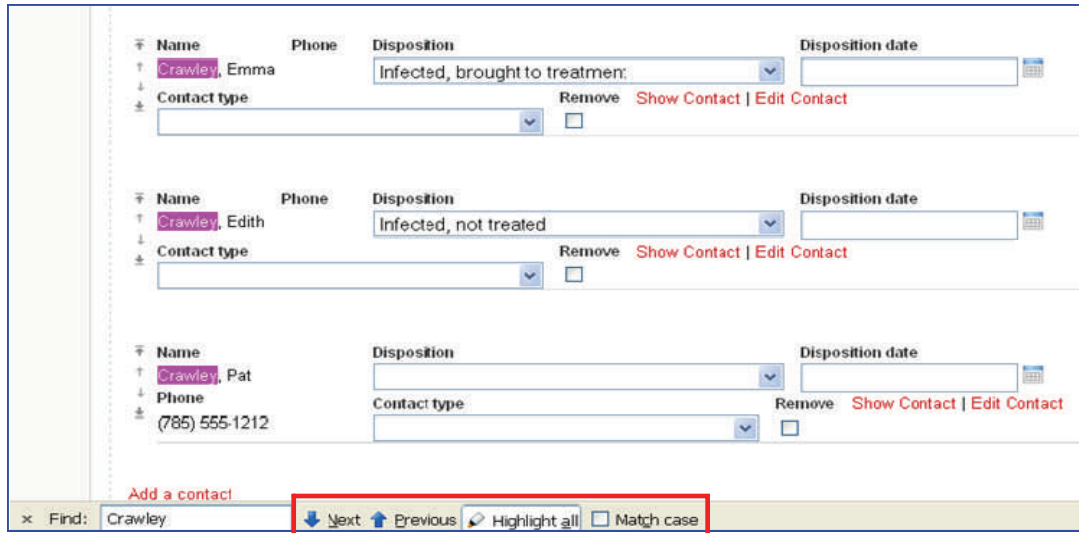 Name Phone Disposition Disposition date
Crawley, Emma Infected, brought to treatment
Contact type Remove Show Contact | Edit Contact
Name Phone Disposition Disposition date
Crawley, Edith Infected, not treated
Contact type Remove Show Contact | Edit Contact
Name Disposition Disposition date
Crawley, Pat
Phone Contact type Remove Show Contact | Edit Contact
(785) 555-1212
Add a contact
× Find: Crawley Next Previous Highlight all Match case